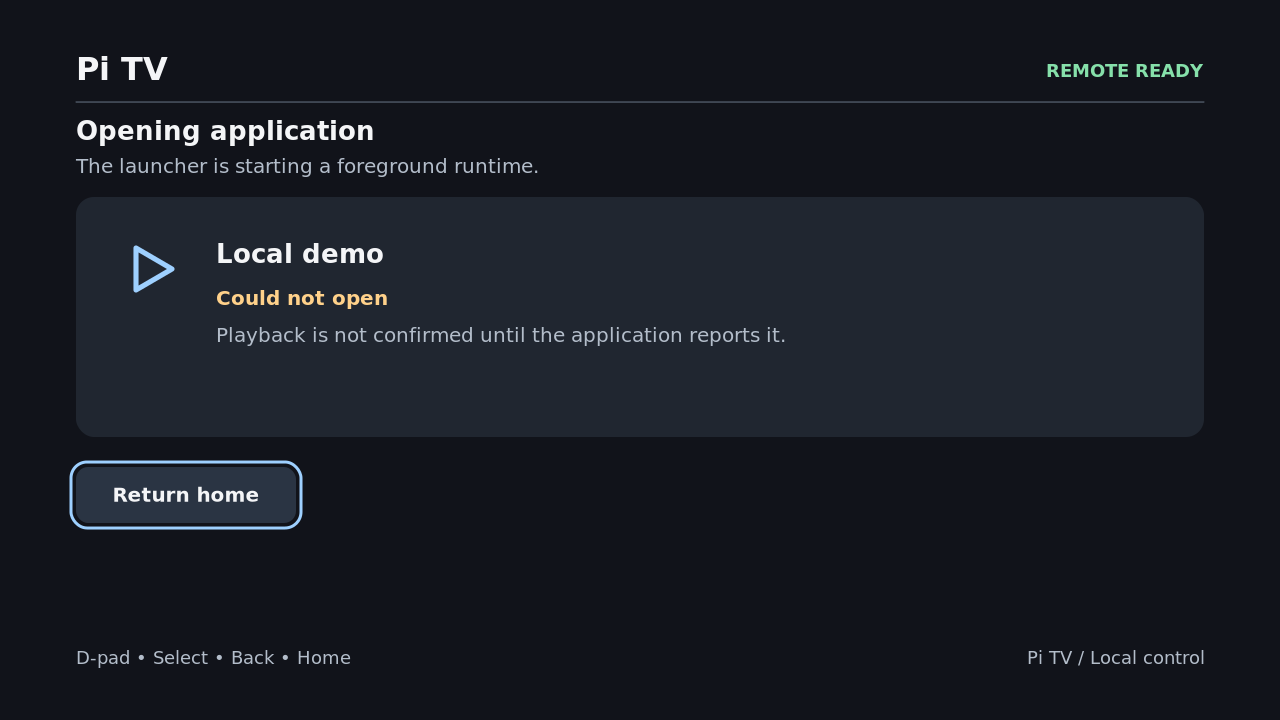 Pi TV
REMOTE READY
Opening application
The launcher is starting a foreground runtime.
Local demo
Could not open
Playback is not confirmed until the application reports it.
Return home
D-pad • Select • Back • Home
Pi TV / Local control